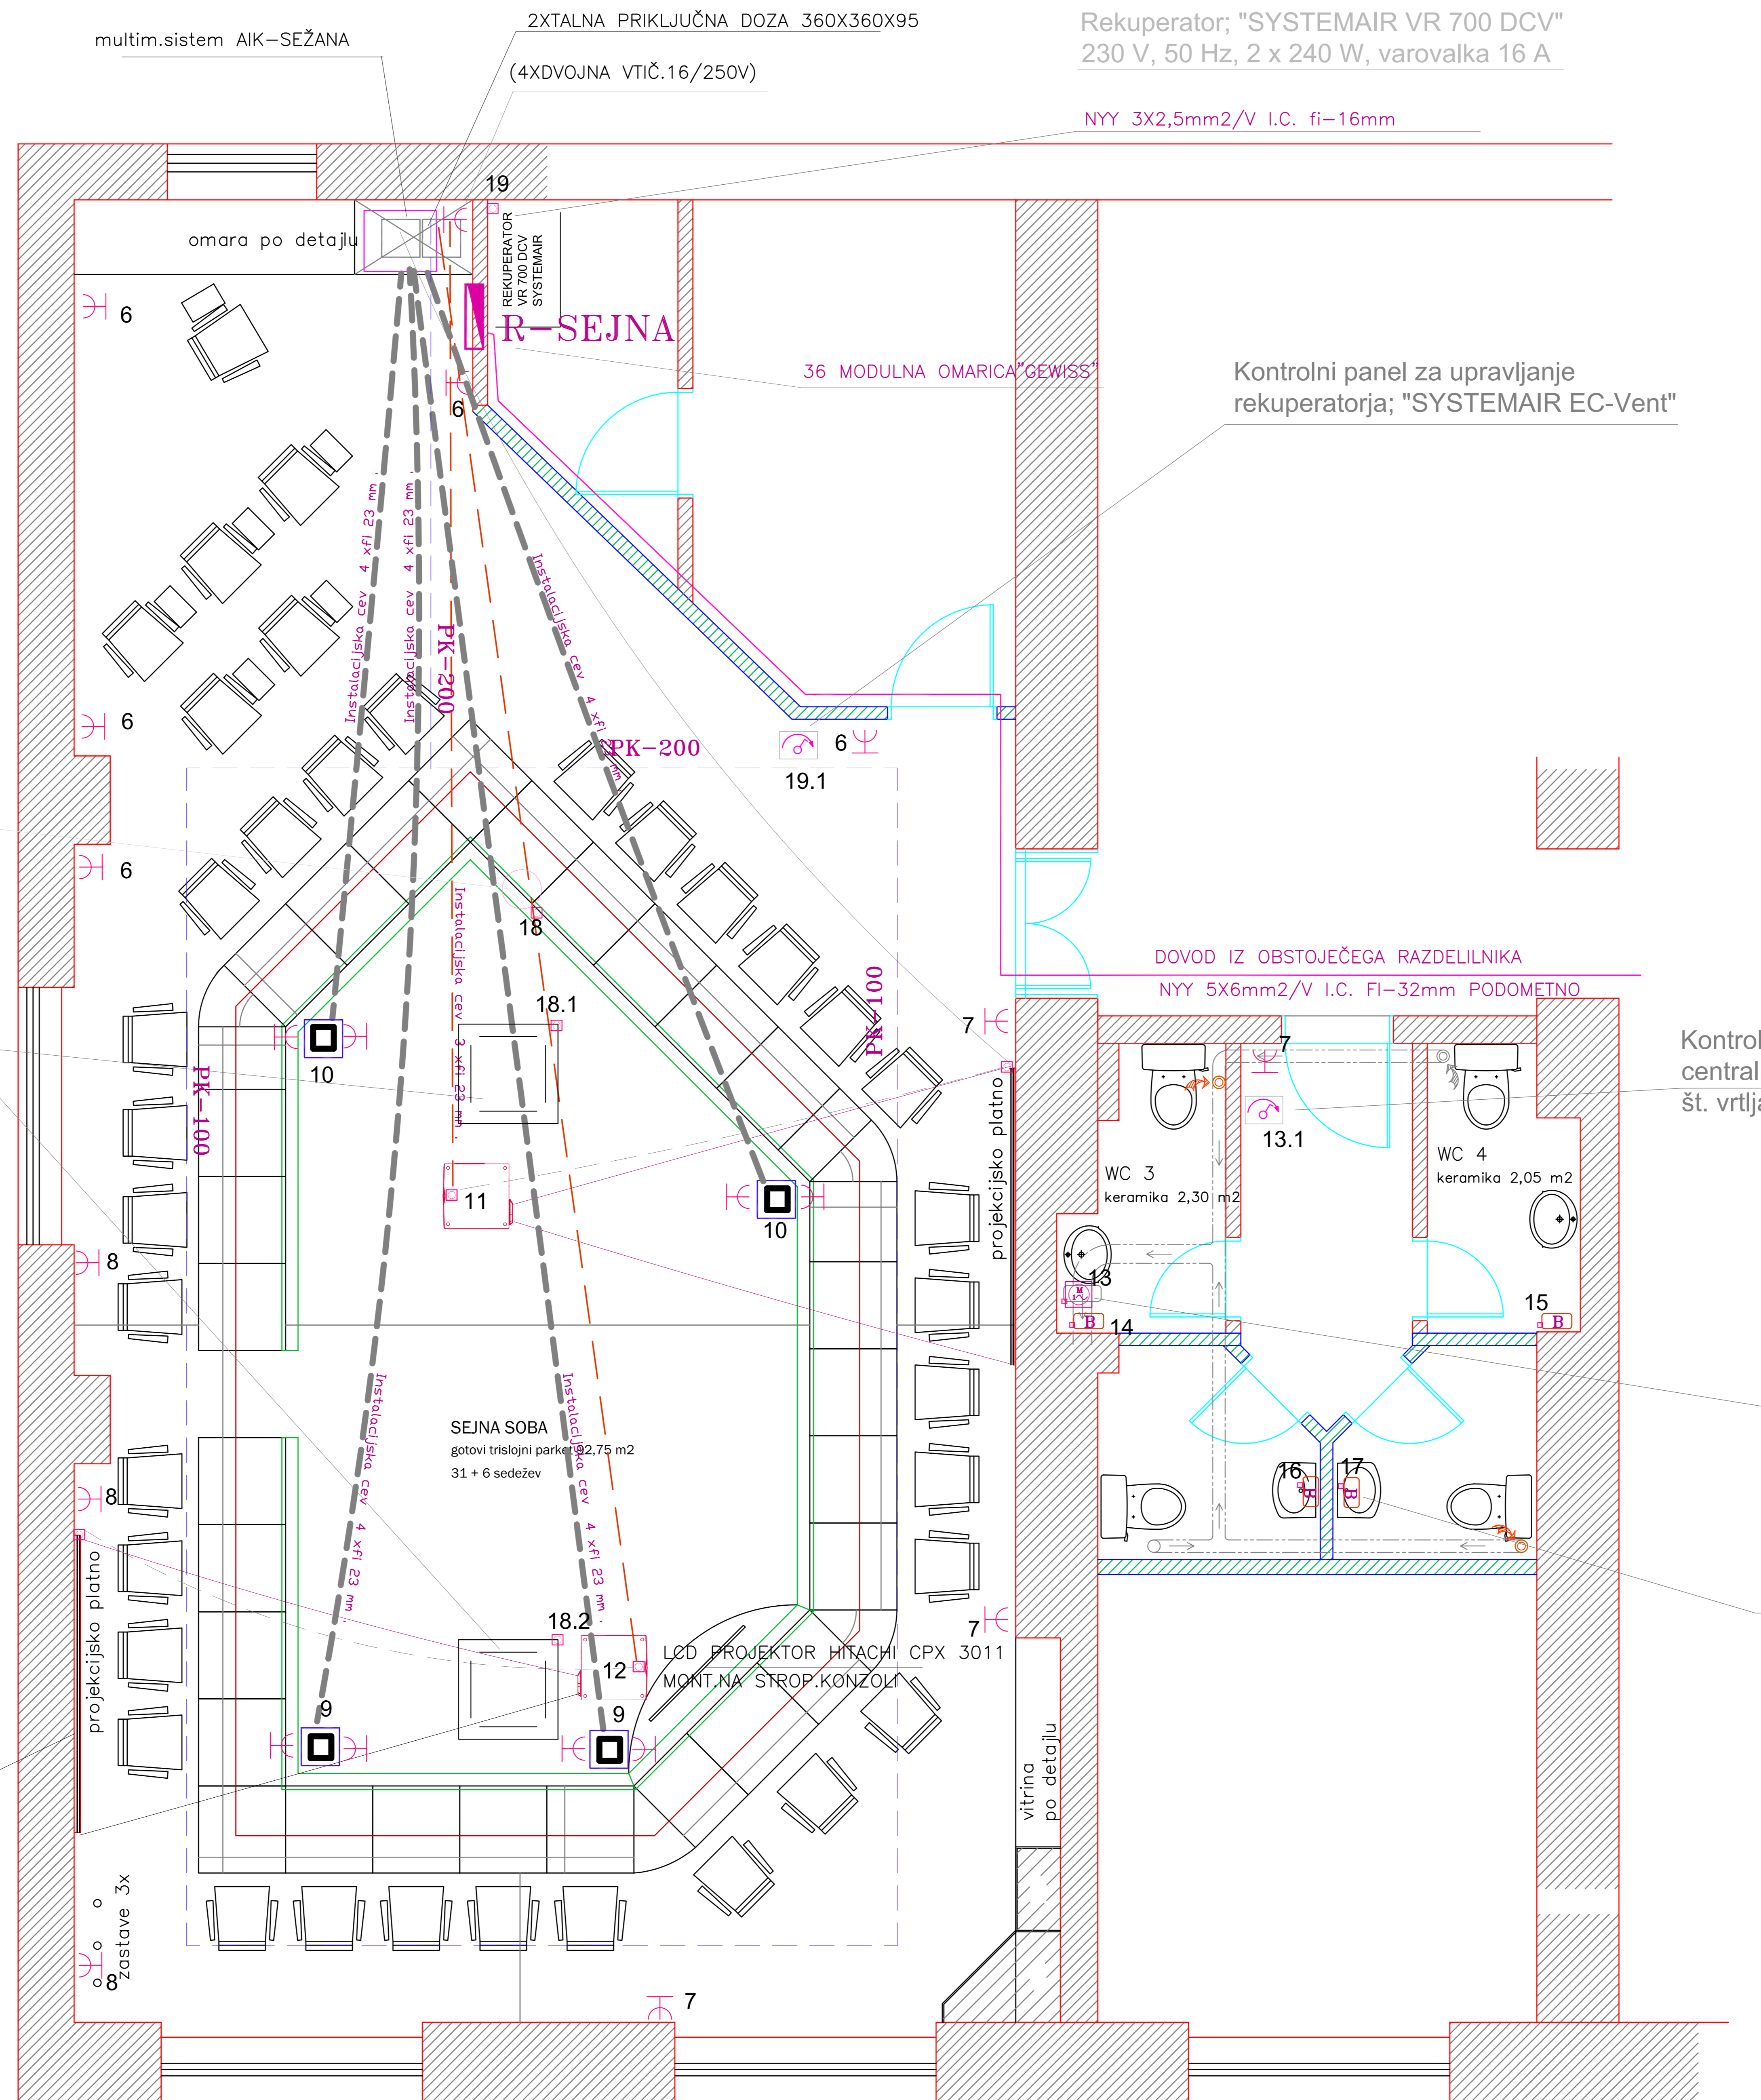 2XTALNA PRIKLJUČNA DOZA 360X360X95
multim.sistem AIK-SEŽANA
(4XDVOJNA VTIČ.16/250V)
Rekuperator; "SYSTEMAIR VR 700 DCV"
230 V, 50 Hz, 2 x 240 W, varovalka 16 A
NYY 3X2,5mm2/V I.C. fi-16mm
19
omara po detajlu
REKUPERATOR
VR 700 DCV
SYSTEMAIR
6
R-SEJNA
36 MODULNA OMARICA"GEWISS"
Kontrolni panel za upravljanje
rekuperatorja; "SYSTEMAIR EC-Vent"
6
Instalacijska cev 4 xfi 23 mm
Instalacijska cev 4 xfi 23 mm
Instalacijska cev 4 xfi 23 mm
PK-200
6
PK-200
6
19.1
6
18
Instalacijska cev 3 xfi 23 mm
DOVOD IZ OBSTOJEČEGA RAZDELILNIKA
NYY 5X6mm2/V I.C. FI-32mm PODOMETNO
18.1
PK-100
7
7
10
PK-100
Kontrol
central
št. vrtlja
13.1
projekcijsko platno
WC 3
keramika 2,30 m2
WC 4
keramika 2,05 m2
11
10
8
13
M
1~
B
14
15
B
Instalacijska cev 4 xfi 23 mm
Instalacijska cev 4 xfi 23 mm
SEJNA SOBA
gotovi trislojni parket 92,75 m2
31 + 6 sedežev
8
16
B
17
B
projekcijsko platno
18.2
7
12
LCD PROJEKTOR HITACHI CPX 3011
MONT.NA STROP.KONZOLI
9
9
vitrina
po detajlu
zastave 3x
8
7